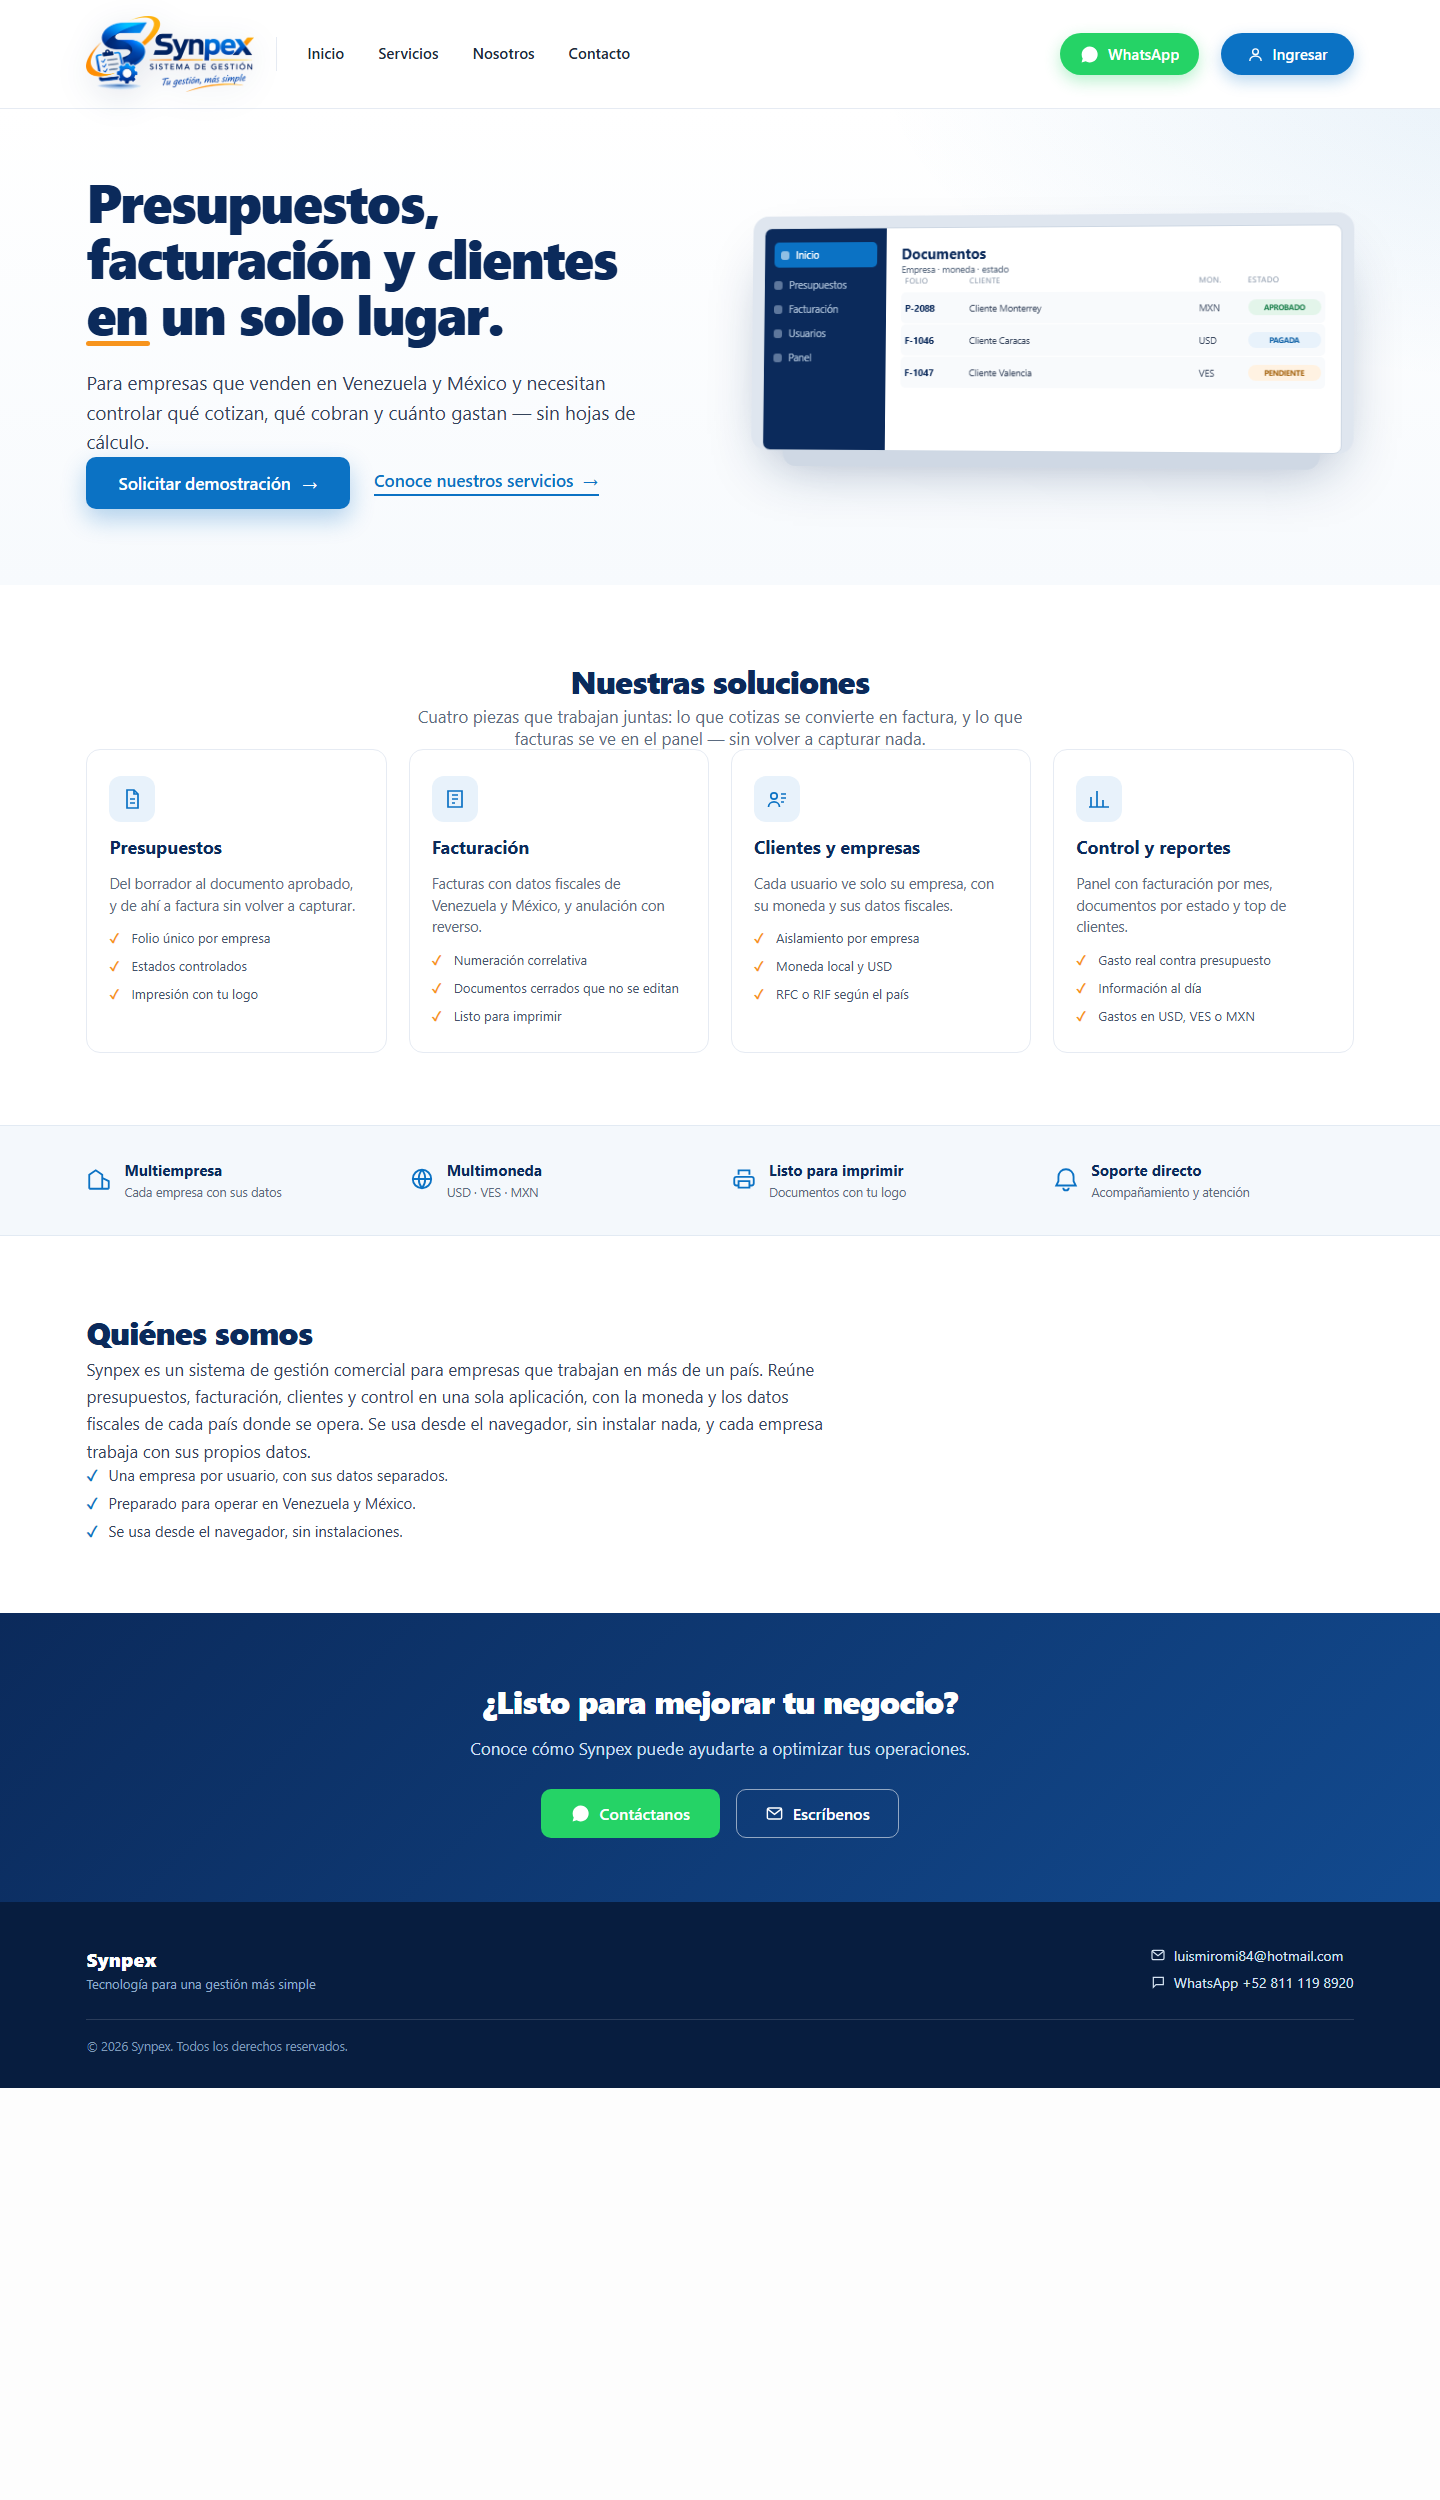 Synpex
SISTEMA DE GESTIÓN
Tu gestión, más simple
Inicio
Servicios
Nosotros
Contacto
WhatsApp
Ingresar
Presupuestos,
facturación y clientes
en un solo lugar.
Para empresas que venden en Venezuela y México y necesitan
controlar qué cotizan, qué cobran y cuánto gastan — sin hojas de
cálculo.
Solicitar demostración →
Conoce nuestros servicios →
Inicio
Presupuestos
Facturación
Usuarios
Panel
Documentos
Empresa · moneda · estado
FOLIO CLIENTE MON. ESTADO
P-2088 Cliente Monterrey MXN APROBADO
F-1046 Cliente Caracas USD PAGADA
F-1047 Cliente Valencia VES PENDIENTE
Nuestras soluciones
Cuatro piezas que trabajan juntas: lo que cotizas se convierte en factura, y lo que
facturas se ve en el panel — sin volver a capturar nada.
Presupuestos
Del borrador al documento aprobado,
y de ahí a factura sin volver a capturar.
✓ Folio único por empresa
✓ Estados controlados
✓ Impresión con tu logo
Facturación
Facturas con datos fiscales de
Venezuela y México, y anulación con
reverso.
✓ Numeración correlativa
✓ Documentos cerrados que no se editan
✓ Listo para imprimir
Clientes y empresas
Cada usuario ve solo su empresa, con
su moneda y sus datos fiscales.
✓ Aislamiento por empresa
✓ Moneda local y USD
✓ RFC o RIF según el país
Control y reportes
Panel con facturación por mes,
documentos por estado y top de
clientes.
✓ Gasto real contra presupuesto
✓ Información al día
✓ Gastos en USD, VES o MXN
Multiempresa
Cada empresa con sus datos
Multimoneda
USD · VES · MXN
Listo para imprimir
Documentos con tu logo
Soporte directo
Acompañamiento y atención
Quiénes somos
Synpex es un sistema de gestión comercial para empresas que trabajan en más de un país. Reúne
presupuestos, facturación, clientes y control en una sola aplicación, con la moneda y los datos
fiscales de cada país donde se opera. Se usa desde el navegador, sin instalar nada, y cada empresa
trabaja con sus propios datos.
✓ Una empresa por usuario, con sus datos separados.
✓ Preparado para operar en Venezuela y México.
✓ Se usa desde el navegador, sin instalaciones.
¿Listo para mejorar tu negocio?
Conoce cómo Synpex puede ayudarte a optimizar tus operaciones.
Contáctanos
Escríbenos
Synpex
Tecnología para una gestión más simple
luismiromi84@hotmail.com
WhatsApp +52 811 119 8920
© 2026 Synpex. Todos los derechos reservados.